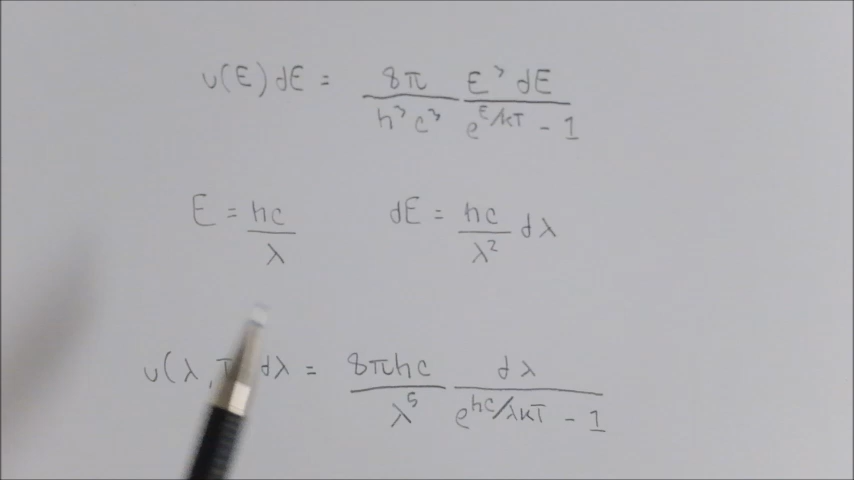 u(E) dE = 8π/h³c³ E³ dE/e^(E/kT) - 1
E = hc/λ dE = hc/λ² dλ
u(λ, T) dλ = 8πhc/λ⁵ dλ/e^(hc/λkT) - 1